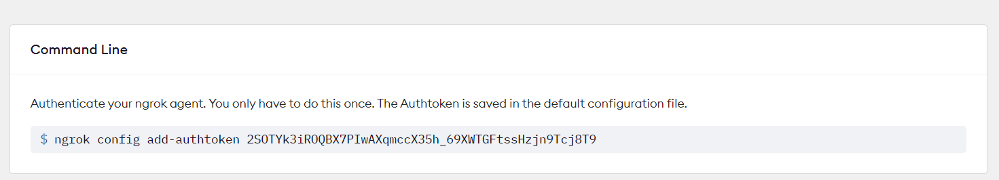 Command Line
Authenticate your ngrok agent. You only have to do this once. The Authtoken is saved in the default configuration file.
$ ngrok config add-authtoken 2SOTYk3iROQBX7PIwAXqmccX35h_69XWTGFtssHzjn9Tcj8T9